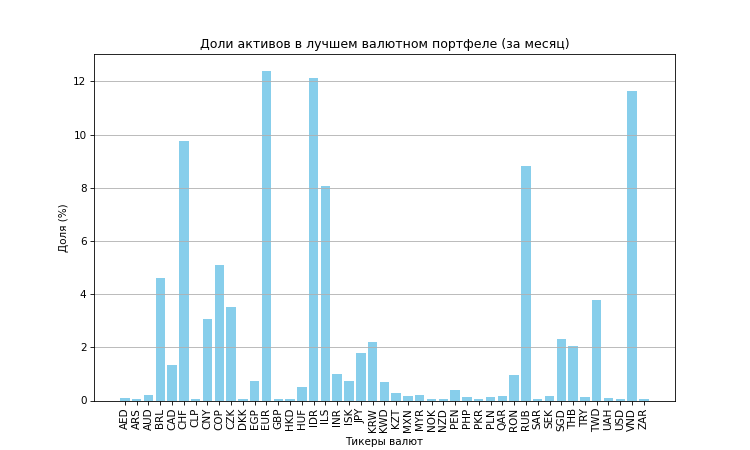 Доли активов в лучшем валютном портфеле (за месяц)
Доля (%)
12
10
8
6
4
2
0
AED ARS AUD BRL CAD CHF CLP CNY COP CZK DKK EGP EUR GBP HKD HUF IDR ILS INR ISK JPY KRW KWD KZT MXN MYR NOK NZD PEN PHP PKR PLN QAR RON RUB SAR SEK SGD THB TRY TWD UAH USD VND ZAR
Тикеры валют